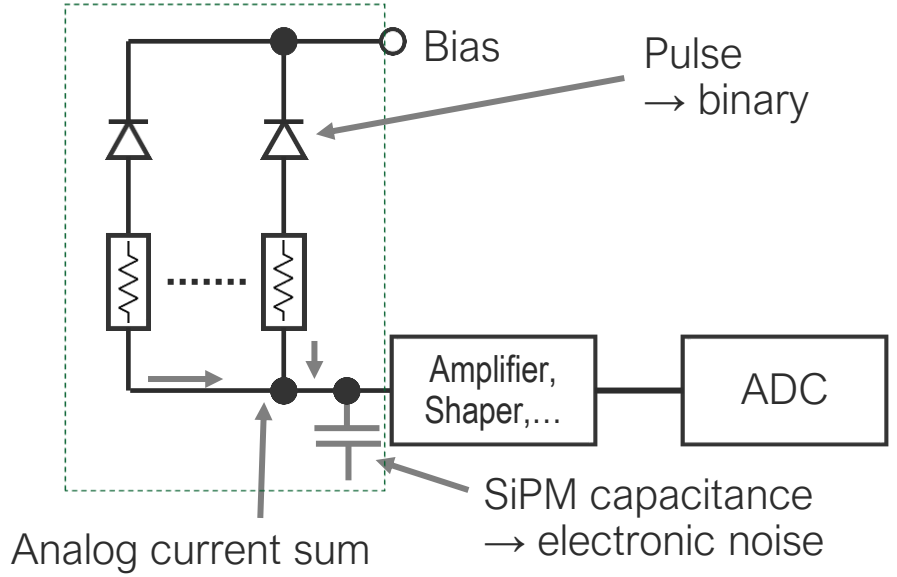 Bias
Pulse
→ binary
Amplifier,
Shaper,...
ADC
SiPM capacitance
→ electronic noise
Analog current sum